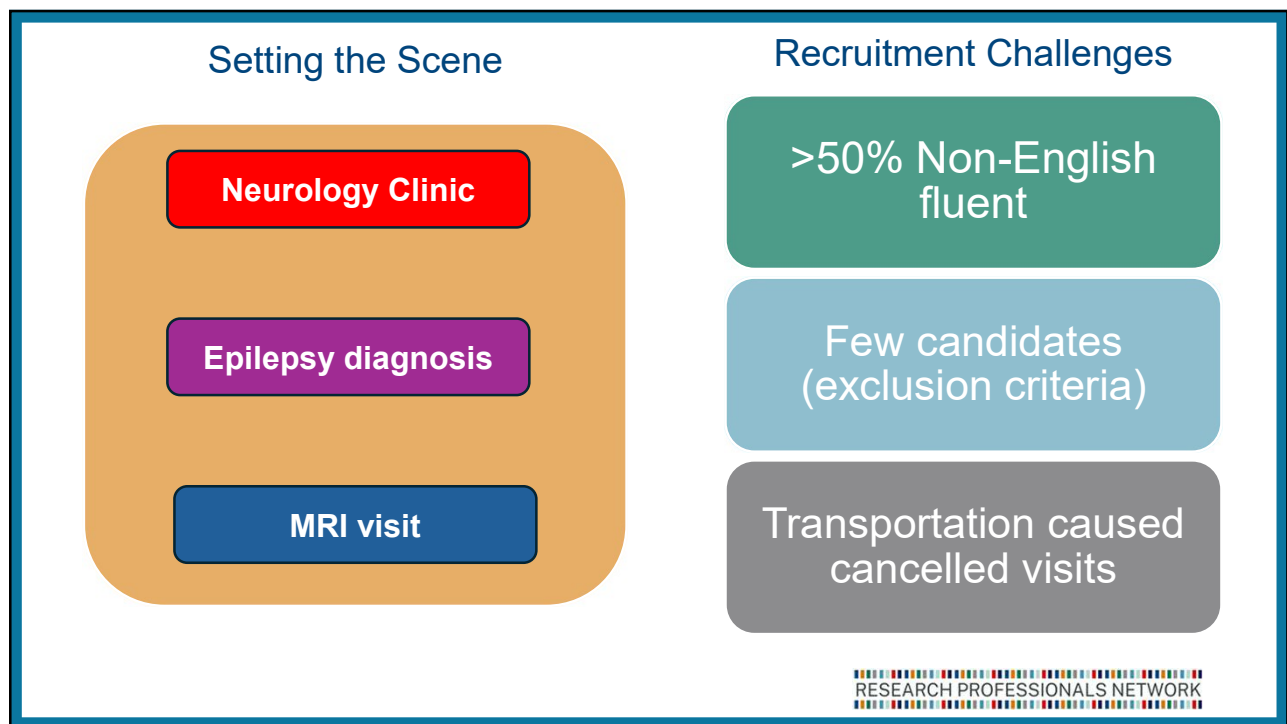 Setting the Scene
Neurology Clinic
Epilepsy diagnosis
MRI visit
Recruitment Challenges
>50% Non-English
fluent
Few candidates
(exclusion criteria)
Transportation caused
cancelled visits
RESEARCH PROFESSIONALS NETWORK